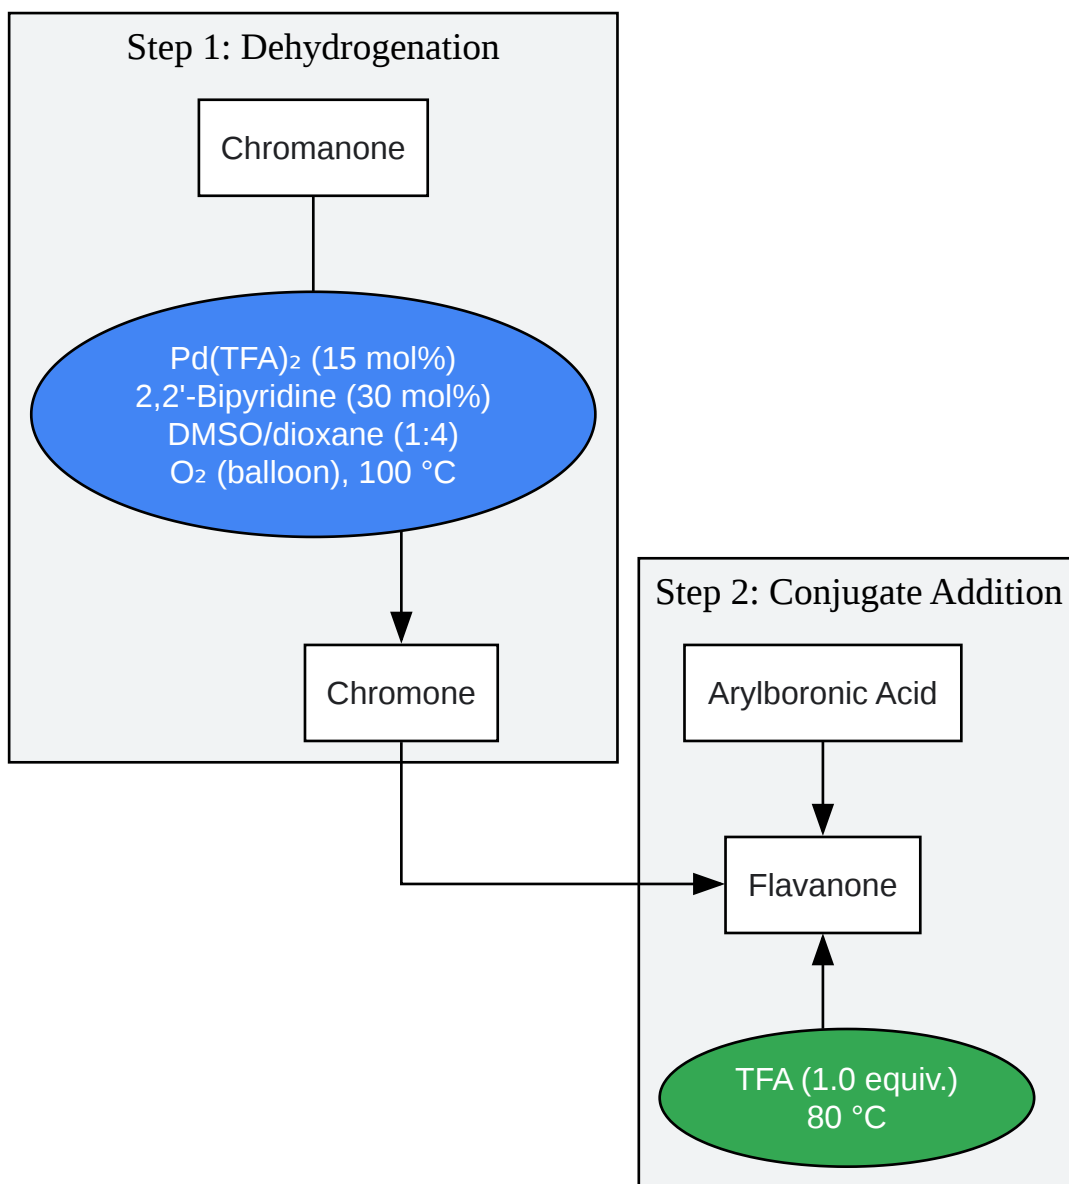 Step 1: Dehydrogenation
Chromanone
Pd(TFA)₂ (15 mol%)
2,2'-Bipyridine (30 mol%)
DMSO/dioxane (1:4)
O₂ (balloon), 100 °C
Chromone
Step 2: Conjugate Addition
Arylboronic Acid
Flavanone
TFA (1.0 equiv.)
80 °C